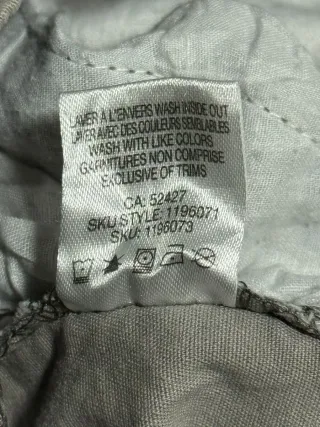 LAVER A L'ENVERS WASH INSIDE OUT
LAVER AVEC DES COULEURS SEMBLABLES
WASH WITH LIKE COLORS
GARNITURES NON COMPRISE
EXCLUSIVE OF TRIMS
CA: 52427
SKU STYLE: 1196071
SKU: 1196073